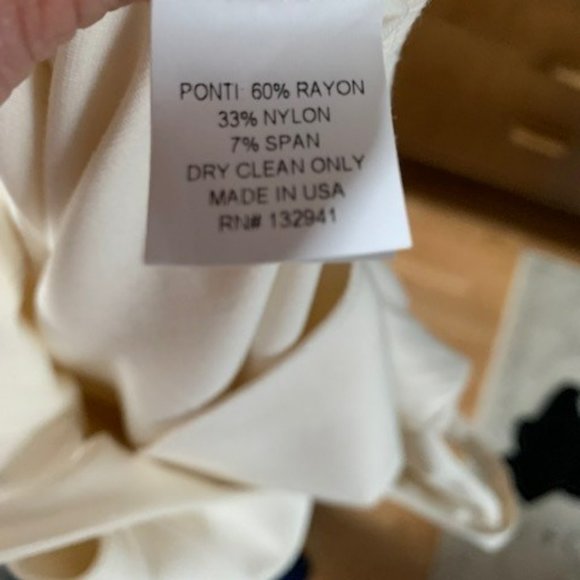 PONTI: 60% RAYON
33% NYLON
7% SPAN
DRY CLEAN ONLY
MADE IN USA
RN# 132941